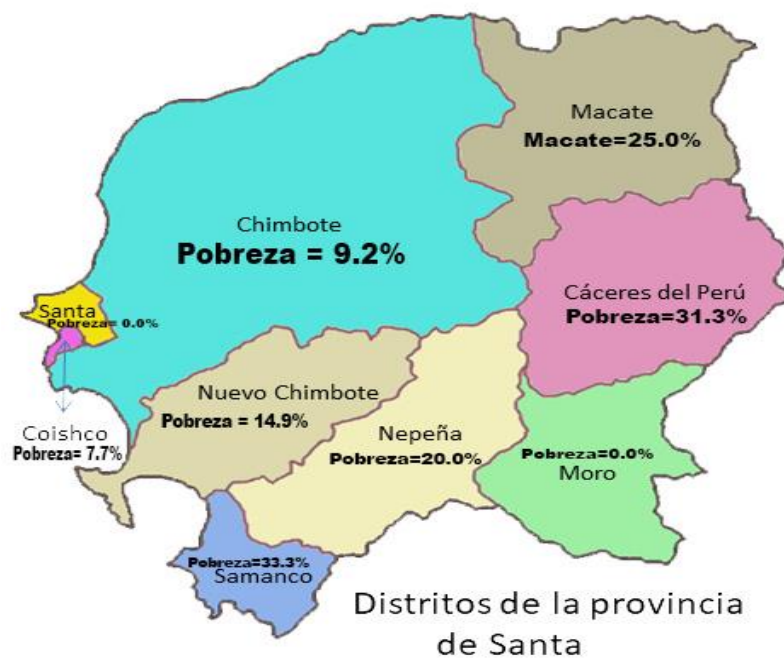 Macate
Macate=25.0%
Chimbote
Pobreza = 9.2%
Cáceres del Perú
Pobreza=31.3%
Santa
Pobreza= 0.0%
Nuevo Chimbote
Pobreza = 14.9%
Coishco
Pobreza= 7.7%
Nepeña
Pobreza=20.0%
Pobreza=0.0%
Moro
Pobreza=33.3%
Samanco
Distritos de la provincia
de Santa